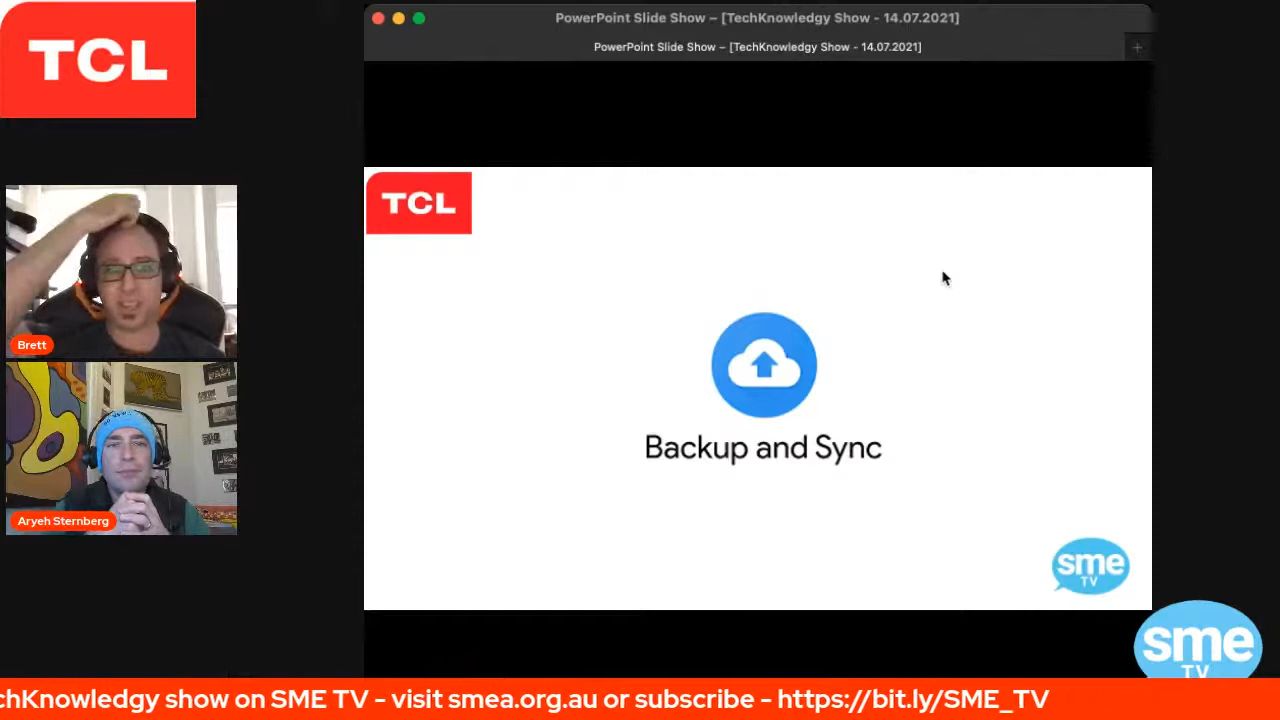 TCL
PowerPoint Slide Show – [TechKnowledgy Show - 14.07.2021]
PowerPoint Slide Show – [TechKnowledgy Show - 14.07.2021]
TCL
Brett
Backup and Sync
Aryeh Sternberg
sme
TV
sme
TV
chKnowledgy show on SME TV - visit smea.org.au or subscribe - https://bit.ly/SME_TV